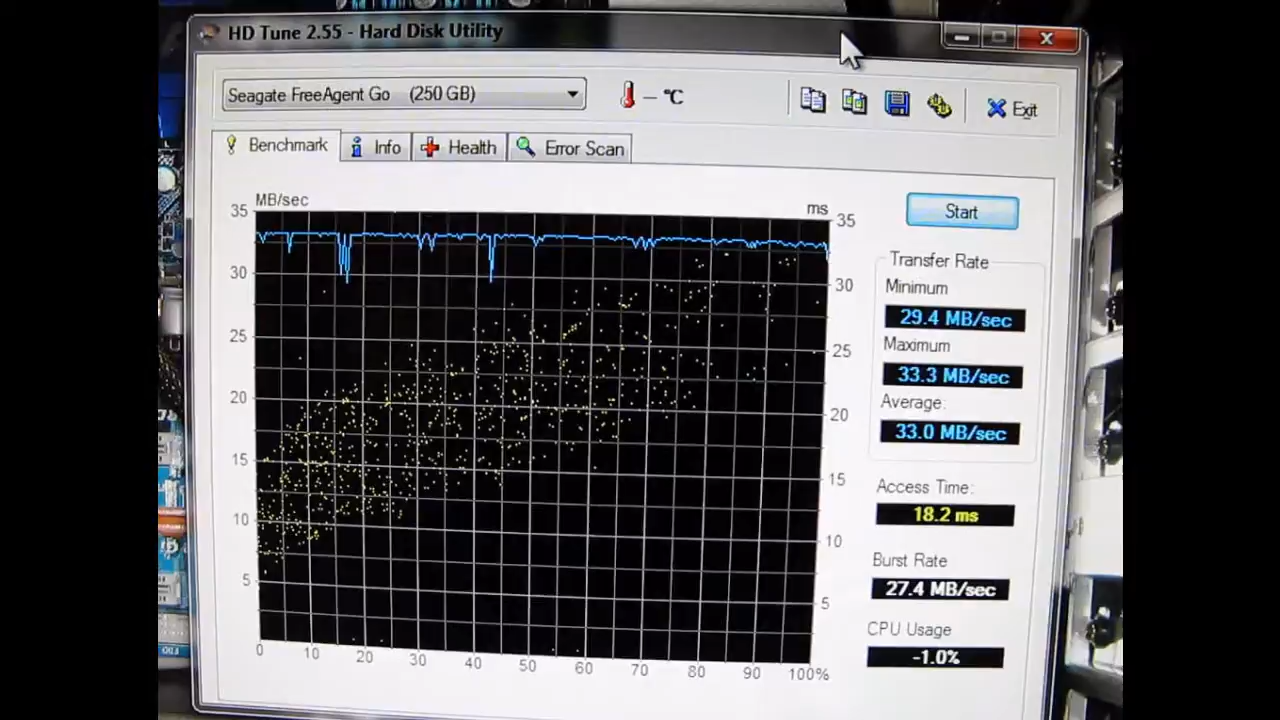 HD Tune 2.55 - Hard Disk Utility
Seagate FreeAgent Go (250 GB)
– °C
Exit
Benchmark
Info
Health
Error Scan
MB/sec
ms
35
30
25
20
15
10
5
35
30
25
20
15
10
5
0
10
20
30
40
50
60
70
80
90
100%
Start
Transfer Rate
Minimum
29.4 MB/sec
Maximum
33.3 MB/sec
Average:
33.0 MB/sec
Access Time:
18.2 ms
Burst Rate
27.4 MB/sec
CPU Usage
-1.0%